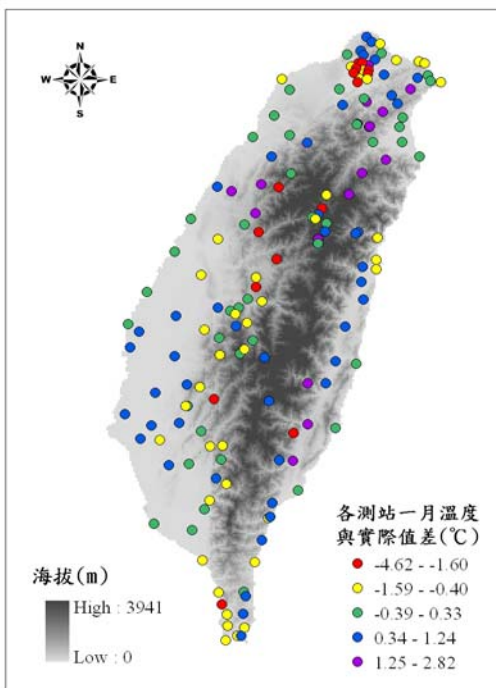 N
W E
S
海拔(m)
High : 3941
Low : 0
各測站一月溫度
與實際值差(℃)
-4.62 - -1.60
-1.59 - -0.40
-0.39 - 0.33
0.34 - 1.24
1.25 - 2.82